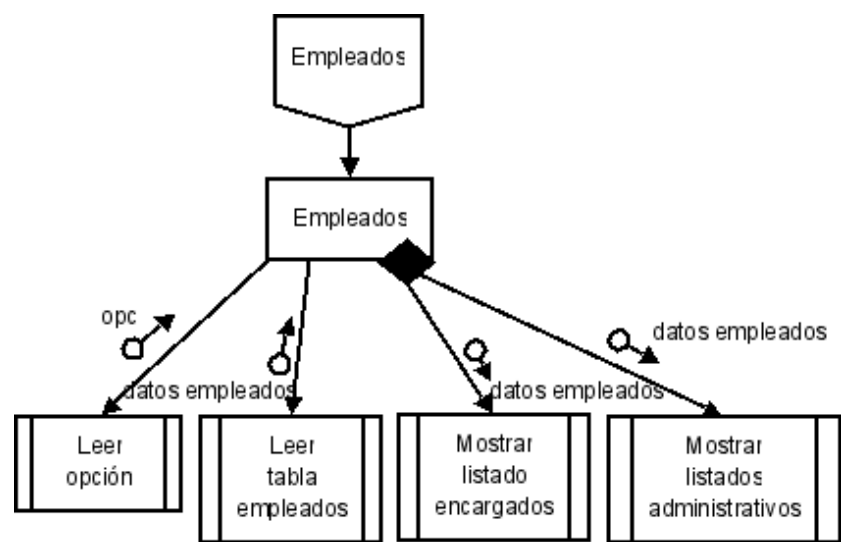 Empleados
Empleados
opc
datos empleados
datos empleados
datos empleados
Leer
opción
Leer
tabla
empleados
Mostrar
listado
encargados
Mostrar
listados
administrativos